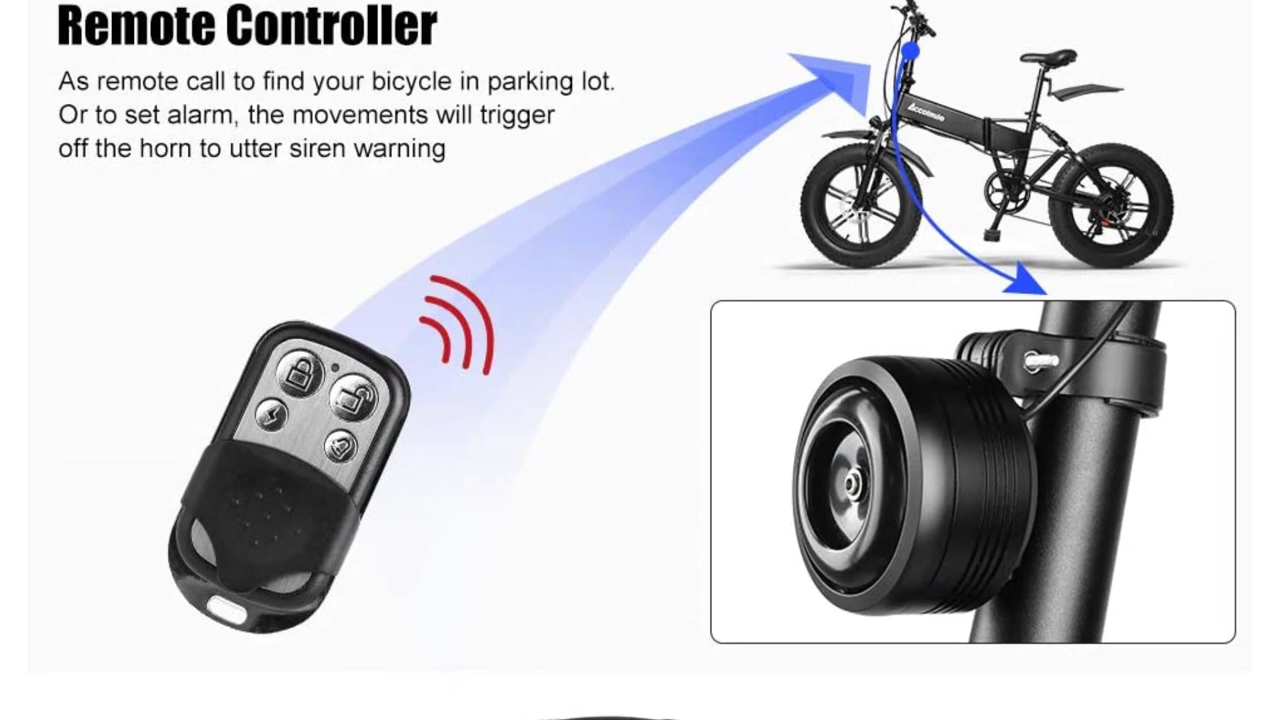 Remote Controller
As remote call to find your bicycle in parking lot.
Or to set alarm, the movements will trigger
off the horn to utter siren warning
Accolmile